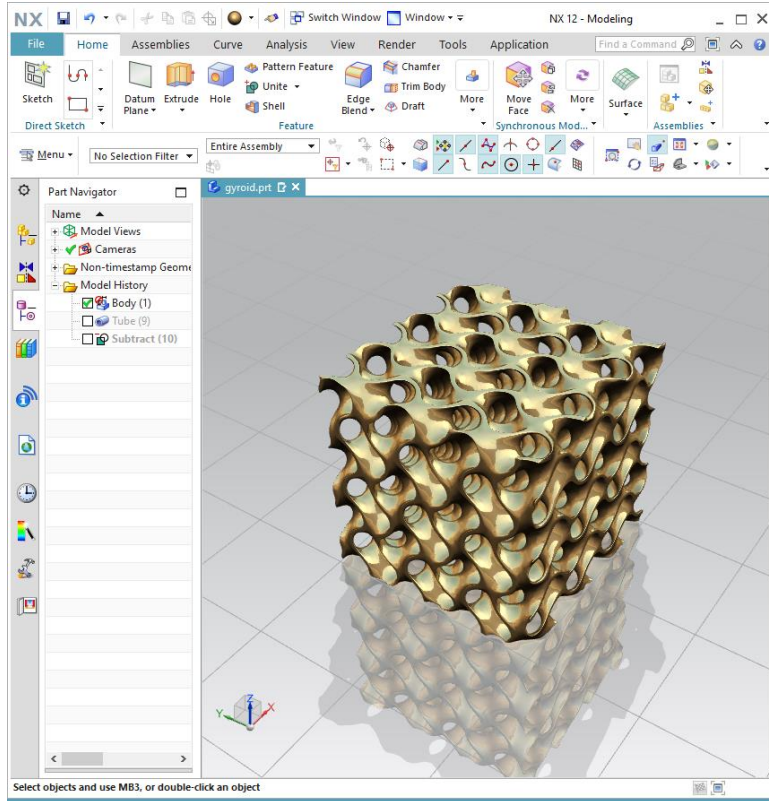 NX Switch Window Window NX 12 - Modeling
File Home Assemblies Curve Analysis View Render Tools Application Find a Command
Sketch
Datum Plane
Extrude
Hole
Pattern Feature
Unite
Shell
Edge Blend
Chamfer
Trim Body
Draft
More
Move Face
More
Surface
Direct Sketch Feature Synchronous Mod... Assemblies
Menu No Selection Filter Entire Assembly
Part Navigator
gyroid.prt
Name
Model Views
Cameras
Non-timestamp Geome
Model History
Body (1)
Tube (9)
Subtract (10)
Z
Y
X
Select objects and use MB3, or double-click an object